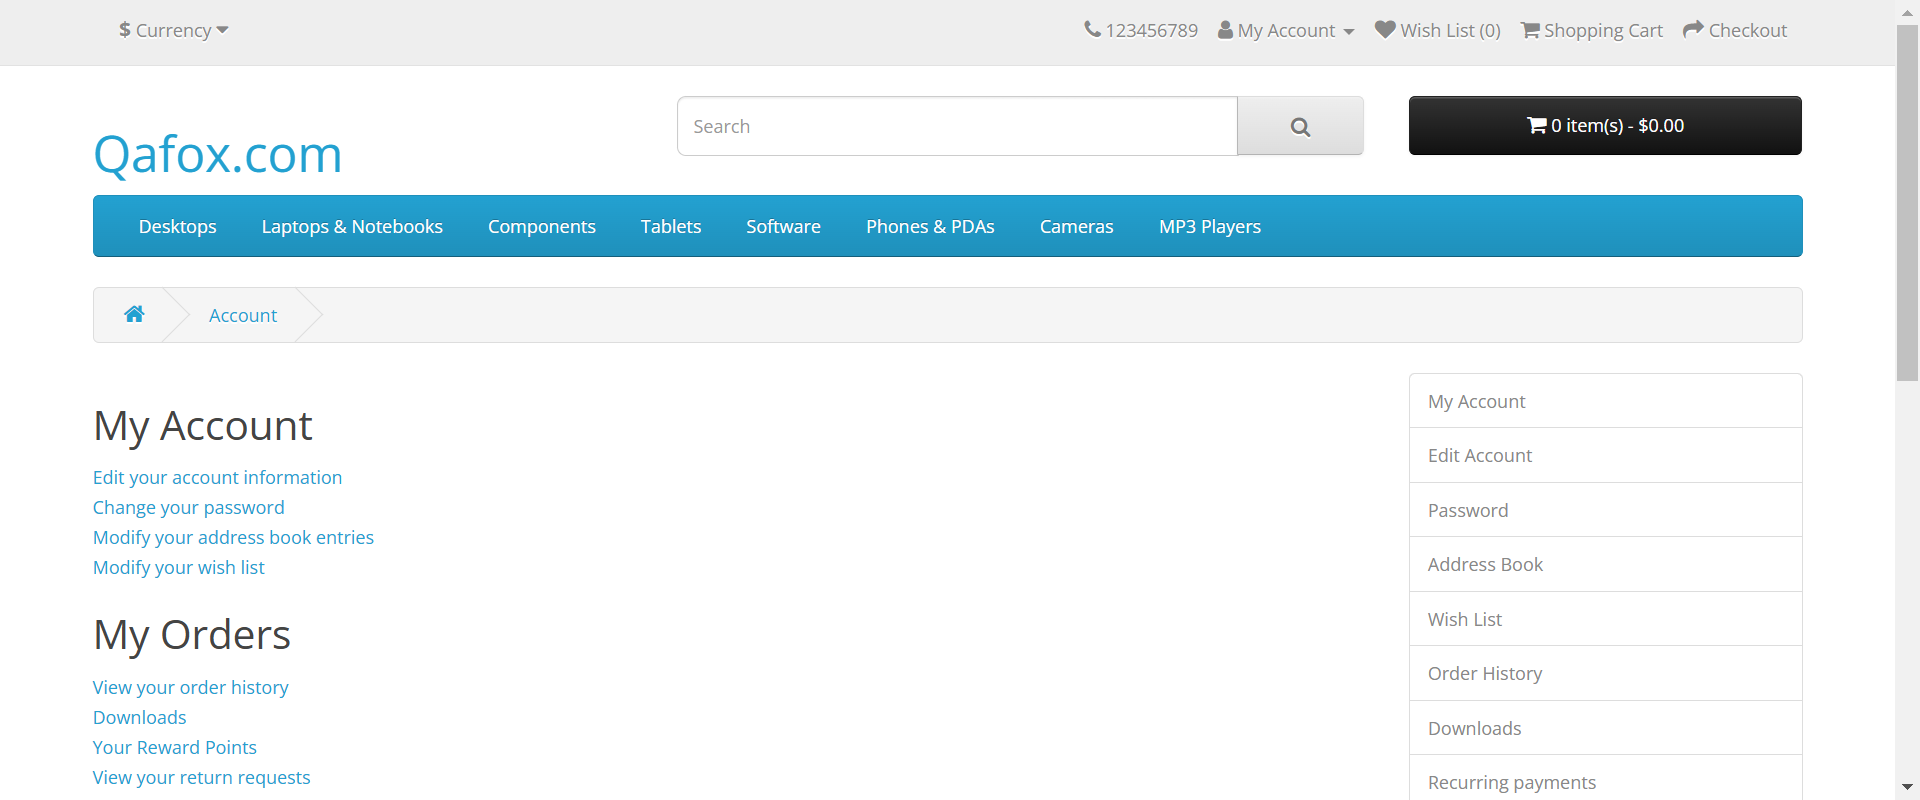 $ Currency
123456789 My Account Wish List (0) Shopping Cart Checkout
Qafox.com
Search
0 item(s) - $0.00
Desktops Laptops & Notebooks Components Tablets Software Phones & PDAs Cameras MP3 Players
Account
My Account
Edit your account information
Change your password
Modify your address book entries
Modify your wish list
My Orders
View your order history
Downloads
Your Reward Points
View your return requests
My Account
Edit Account
Password
Address Book
Wish List
Order History
Downloads
Recurring payments